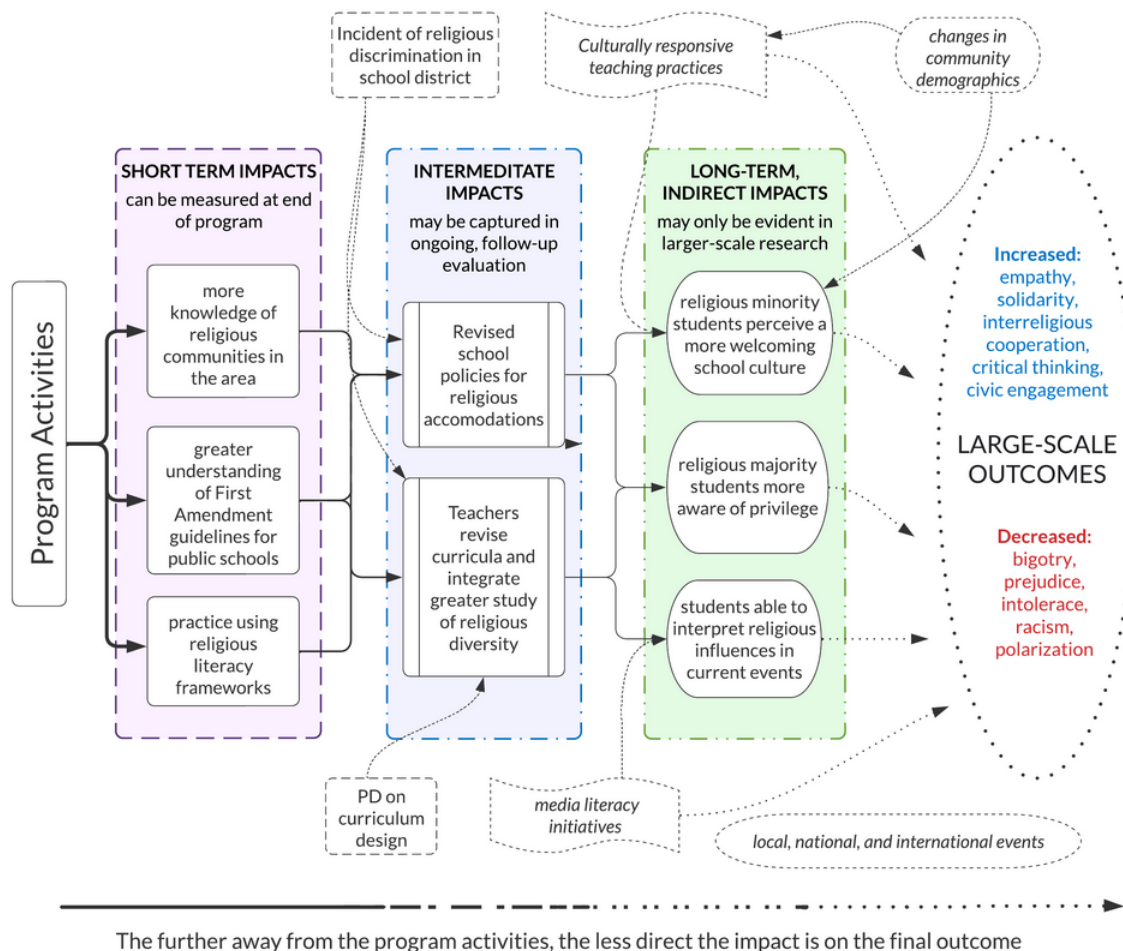 Incident of religious
discrimination in
school district
Culturally responsive
teaching practices
changes in
community
demographics
Program Activities
SHORT TERM IMPACTS
can be measured at end
of program
more
knowledge of
religious
communities in
the area
greater
understanding
of First
Amendment
guidelines for
public schools
practice using
religious
literacy
frameworks
INTERMEDITATE
IMPACTS
may be captured in
ongoing, follow-up
evaluation
Revised
school
policies for
religious
accomodations
Teachers
revise
curricula and
integrate
greater study
of religious
diversity
LONG-TERM,
INDIRECT IMPACTS
may only be evident in
larger-scale research
religious minority
students perceive a
more welcoming
school culture
religious majority
students more
aware of privilege
students able to
interpret religious
influences in
current events
Increased:
empathy,
solidarity,
interreligious
cooperation,
critical thinking,
civic engagement
LARGE-SCALE
OUTCOMES
Decreased:
bigotry,
prejudice,
intolerace,
racism,
polarization
PD on
curriculum
design
media literacy
initiatives
local, national, and international events
The further away from the program activities, the less direct the impact is on the final outcome